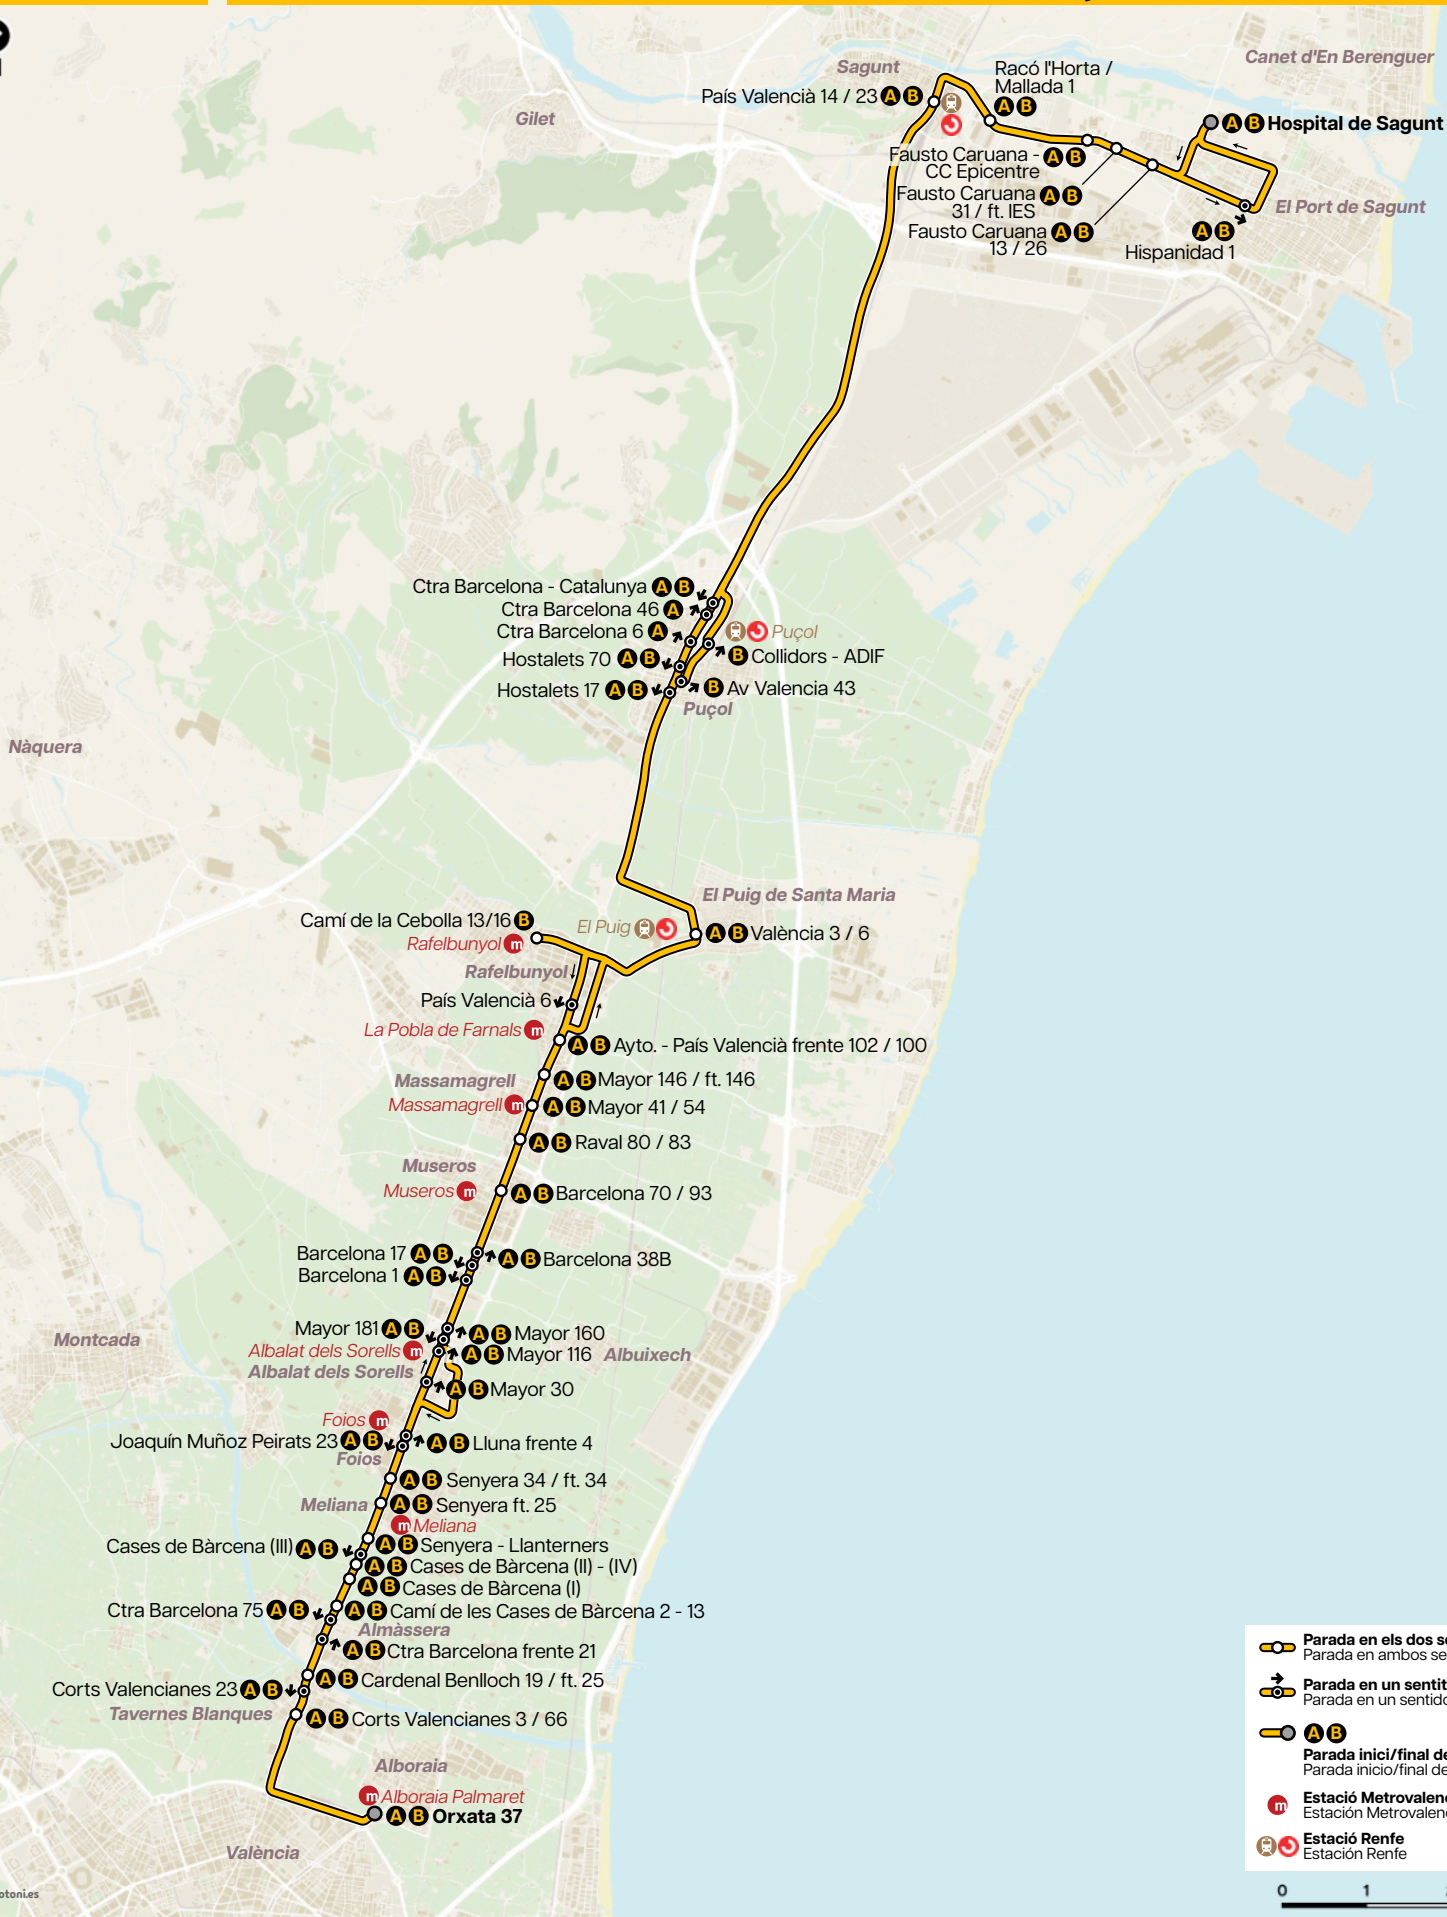 Canet d'En Berenguer
Sagunt
Racó l'Horta /
Mallada 1
A B
País Valencià 14 / 23 A B
Gilet
A B Hospital de Sagunt
Fausto Caruana - A B
CC Epicentre
Fausto Caruana A B
31 / ft. IES
Fausto Caruana A B
13 / 26
El Port de Sagunt
A B
Hispanidad 1
Ctra Barcelona - Catalunya A B
Ctra Barcelona 46 A
Ctra Barcelona 6 A
Puçol
Hostalets 70 A B
B Collidors - ADIF
Hostalets 17 A B
B Av Valencia 43
Puçol
Nàquera
El Puig de Santa Maria
Camí de la Cebolla 13/16 B
El Puig
A B València 3 / 6
Rafelbunyol m
Rafelbunyol
País Valencià 6
La Pobla de Farnals m
A B Ayto. - País Valencià frente 102 / 100
Massamagrell
A B Mayor 146 / ft. 146
Massamagrell m
A B Mayor 41 / 54
A B Raval 80 / 83
Museros
Museros m
A B Barcelona 70 / 93
Barcelona 17 A B
A B Barcelona 38B
Barcelona 1 A B
Mayor 181 A B
A B Mayor 160
Montcada
Albalat dels Sorells m
A B Mayor 116
Albuixech
Albalat dels Sorells
A B Mayor 30
Foios m
Joaquín Muñoz Peirats 23 A B
A B Lluna frente 4
Foios
A B Senyera 34 / ft. 34
Meliana
A B Senyera ft. 25
m Meliana
Cases de Bàrcena (III) A B
A B Senyera - Llanterners
A B Cases de Bàrcena (II) - (IV)
A B Cases de Bàrcena (I)
Ctra Barcelona 75 A B
A B Camí de les Cases de Bàrcena 2 - 13
Almàssera
A B Ctra Barcelona frente 21
A B Cardenal Benlloch 19 / ft. 25
Corts Valencianes 23 A B
Tavernes Blanques
A B Corts Valencianes 3 / 66
Alboraia
m Alboraia Palmaret
A B Orxata 37
València
Parada en els dos se
Parada en ambos se
Parada en un sentit
Parada en un sentido
A B
Parada inici/final de
Parada inicio/final de
m
Estació Metrovalenc
Estación Metrovalenc
Estació Renfe
Estación Renfe
0 1
otoni.es